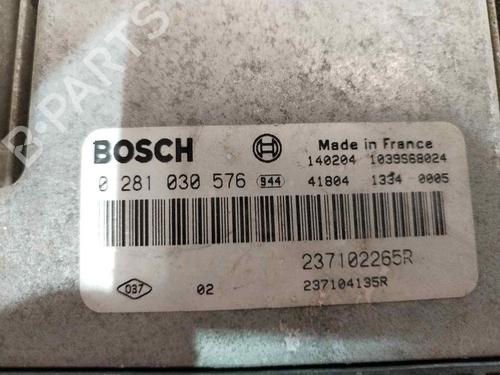 B-PARTS
BOSCH
Made in France
140204 1039S68024
0 281 030 576 944 41804 1334 0005
237102265R
037 02 237104135R